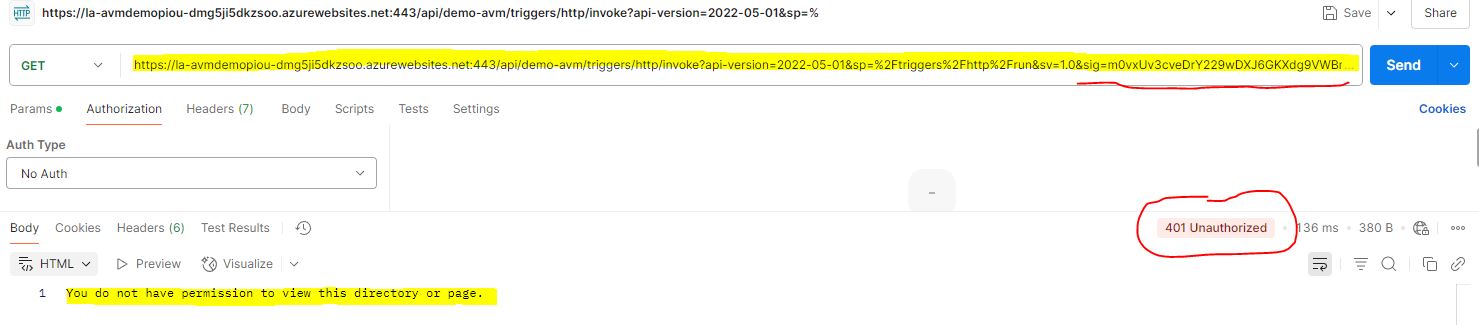 HTTP https://la-avmdemopiou-dmg5ji5dkzsoo.azurewebsites.net:443/api/demo-avm/triggers/http/invoke?api-version=2022-05-01&sp=% Save Share
GET https://la-avmdemopiou-dmg5ji5dkzsoo.azurewebsites.net:443/api/demo-avm/triggers/http/invoke?api-version=2022-05-01&sp=%2Ftriggers%2Fhttp%2Frun&sv=1.0&sig=m0vxUv3cveDrY229wDXJ6GKXdg9VWBr... Send
Params Authorization Headers (7) Body Scripts Tests Settings Cookies
Auth Type
No Auth
Body Cookies Headers (6) Test Results 401 Unauthorized 136 ms 380 B
HTML Preview Visualize
1 You do not have permission to view this directory or page.